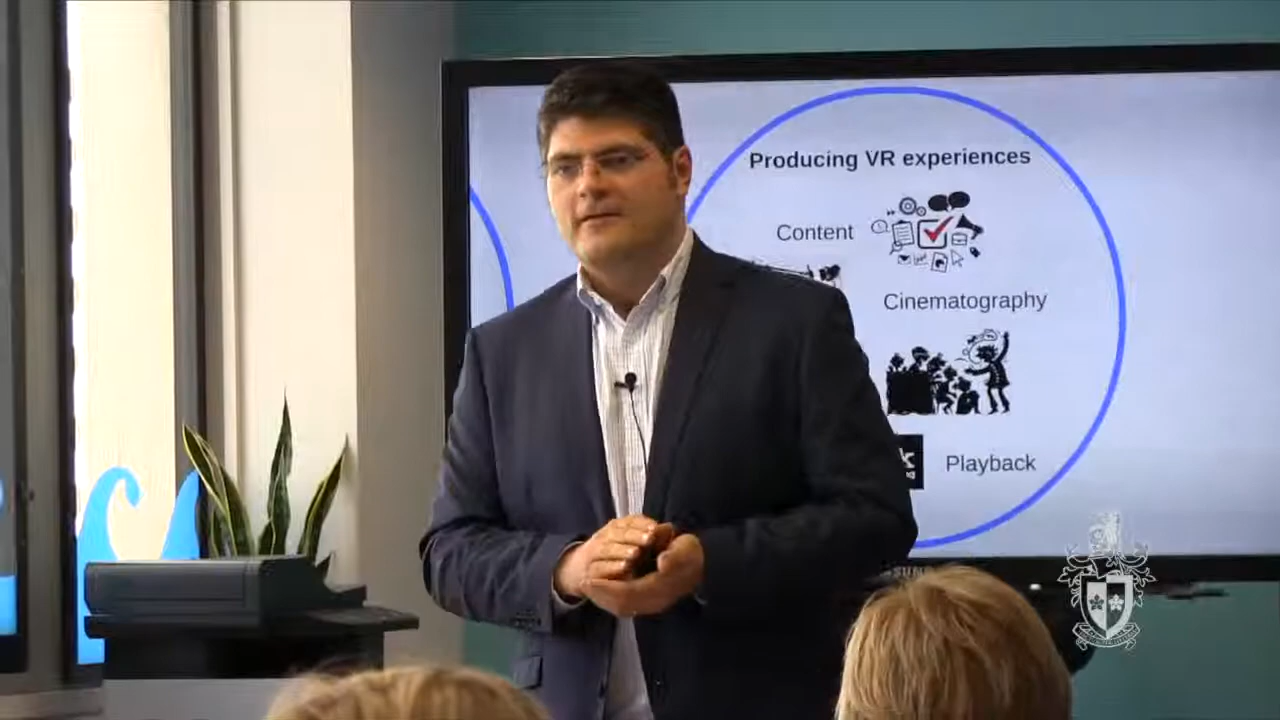 Producing VR experiences
Content
Cinematography
Playback